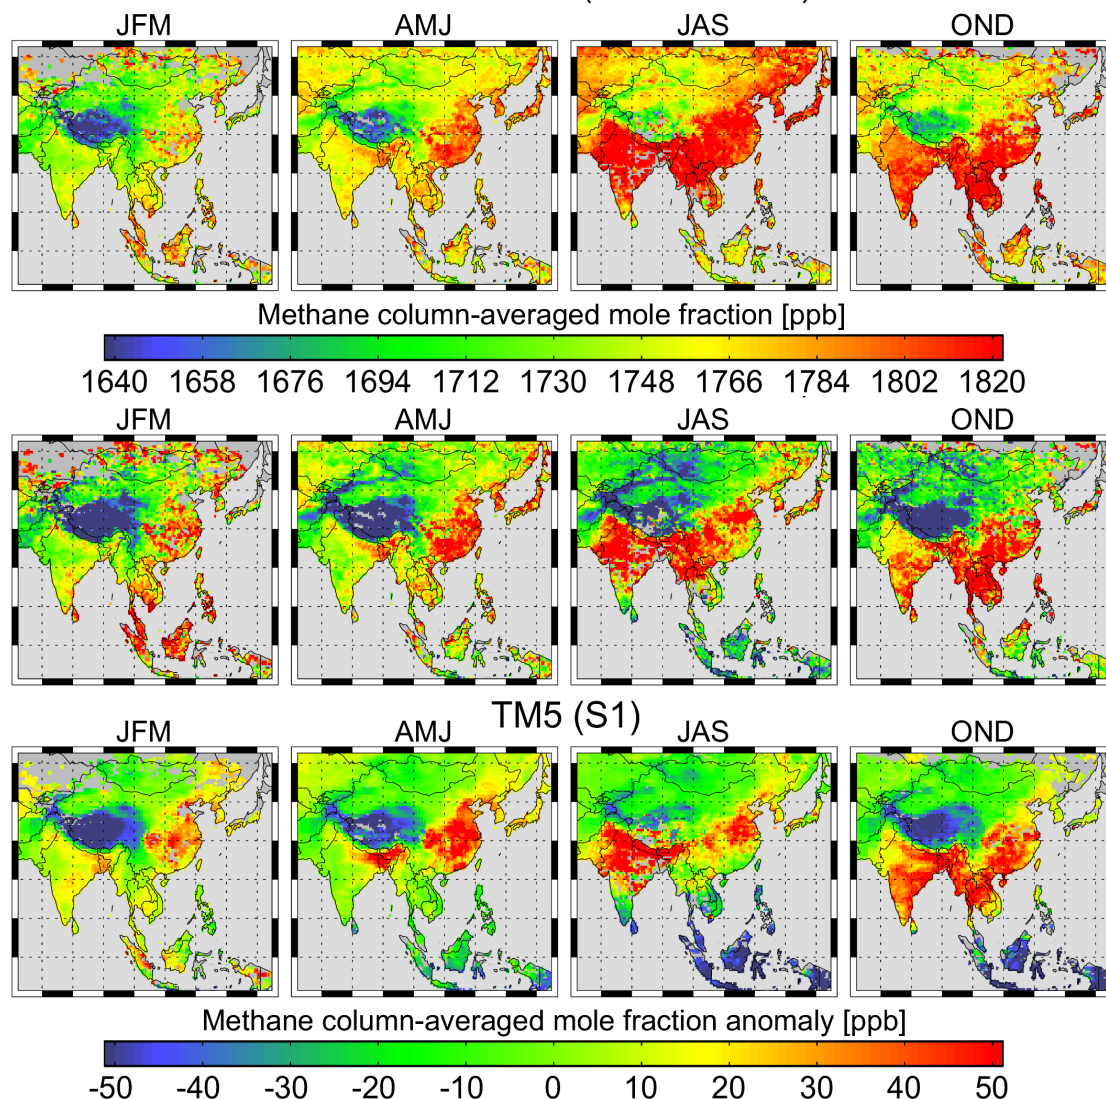 JFM AMJ JAS OND
Methane column-averaged mole fraction [ppb]
1640 1658 1676 1694 1712 1730 1748 1766 1784 1802 1820
JFM AMJ JAS OND
TM5 (S1)
JFM AMJ JAS OND
Methane column-averaged mole fraction anomaly [ppb]
-50 -40 -30 -20 -10 0 10 20 30 40 50